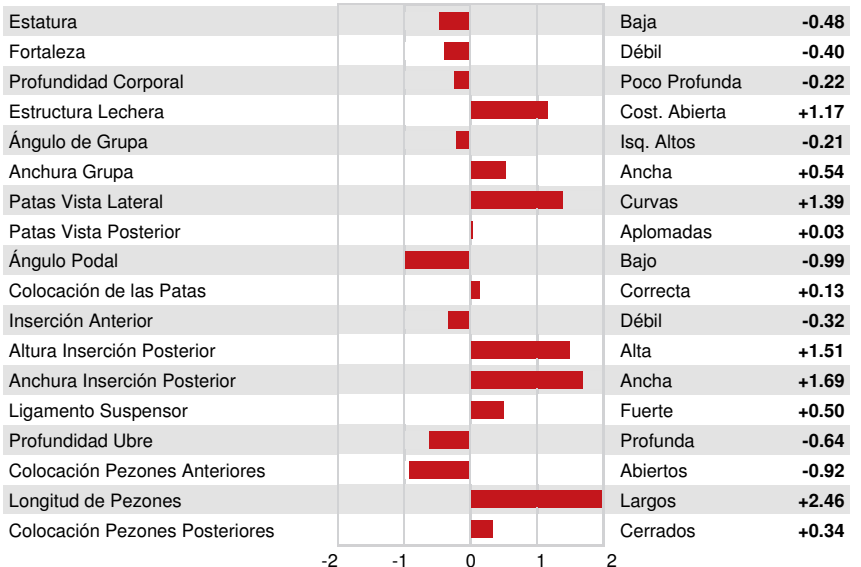 Estatura Baja -0.48
Fortaleza Débil -0.40
Profundidad Corporal Poco Profunda -0.22
Estructura Lechera Cost. Abierta +1.17
Ángulo de Grupa Isq. Altos -0.21
Anchura Grupa Ancha +0.54
Patas Vista Lateral Curvas +1.39
Patas Vista Posterior Aplomadas +0.03
Ángulo Podal Bajo -0.99
Colocación de las Patas Correcta +0.13
Inserción Anterior Débil -0.32
Altura Inserción Posterior Alta +1.51
Anchura Inserción Posterior Ancha +1.69
Ligamento Suspensor Fuerte +0.50
Profundidad Ubre Profunda -0.64
Colocación Pezones Anteriores Abiertos -0.92
Longitud de Pezones Largos +2.46
Colocación Pezones Posteriores Cerrados +0.34
-2 -1 0 1 2